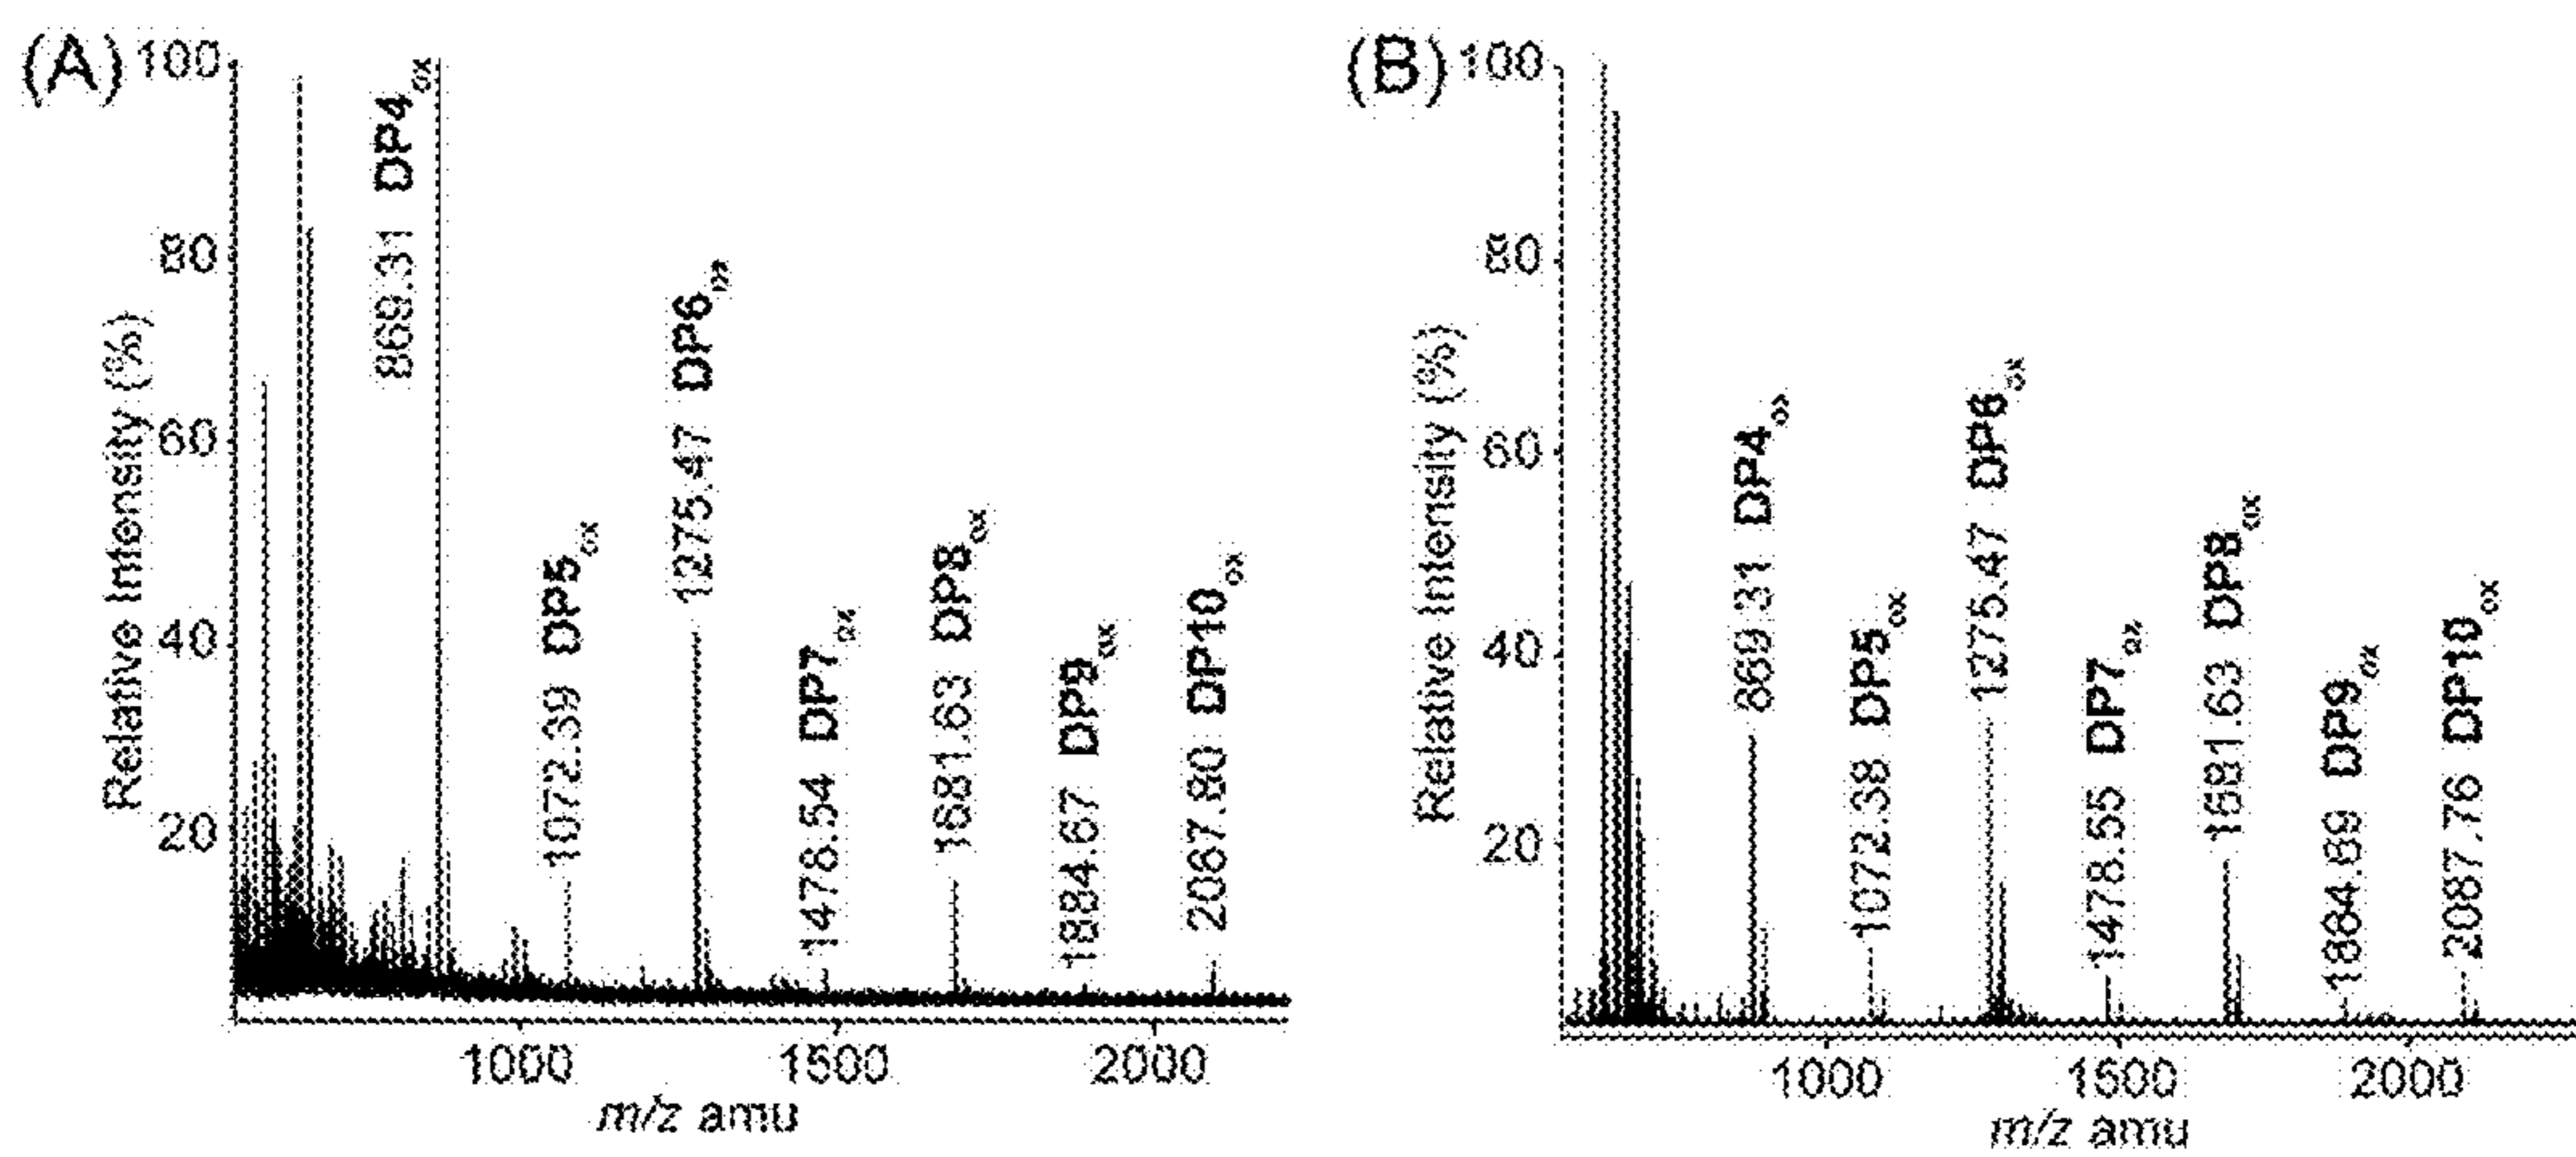 (A)
100
80
60
40
20
Relative Intensity (%)
869.31 DP4ox
1072.39 DP5ox
1275.47 DP6ox
1478.54 DP7ox
1681.63 DP8ox
1884.67 DP9ox
2087.80 DP10ox
1000 1500 2000
m/z amu
(B)
100
80
60
40
20
Relative Intensity (%)
869.31 DP4ox
1072.38 DP5ox
1275.47 DP6ox
1478.55 DP7ox
1681.63 DP8ox
1884.69 DP9ox
2087.76 DP10ox
1000 1500 2000
m/z amu